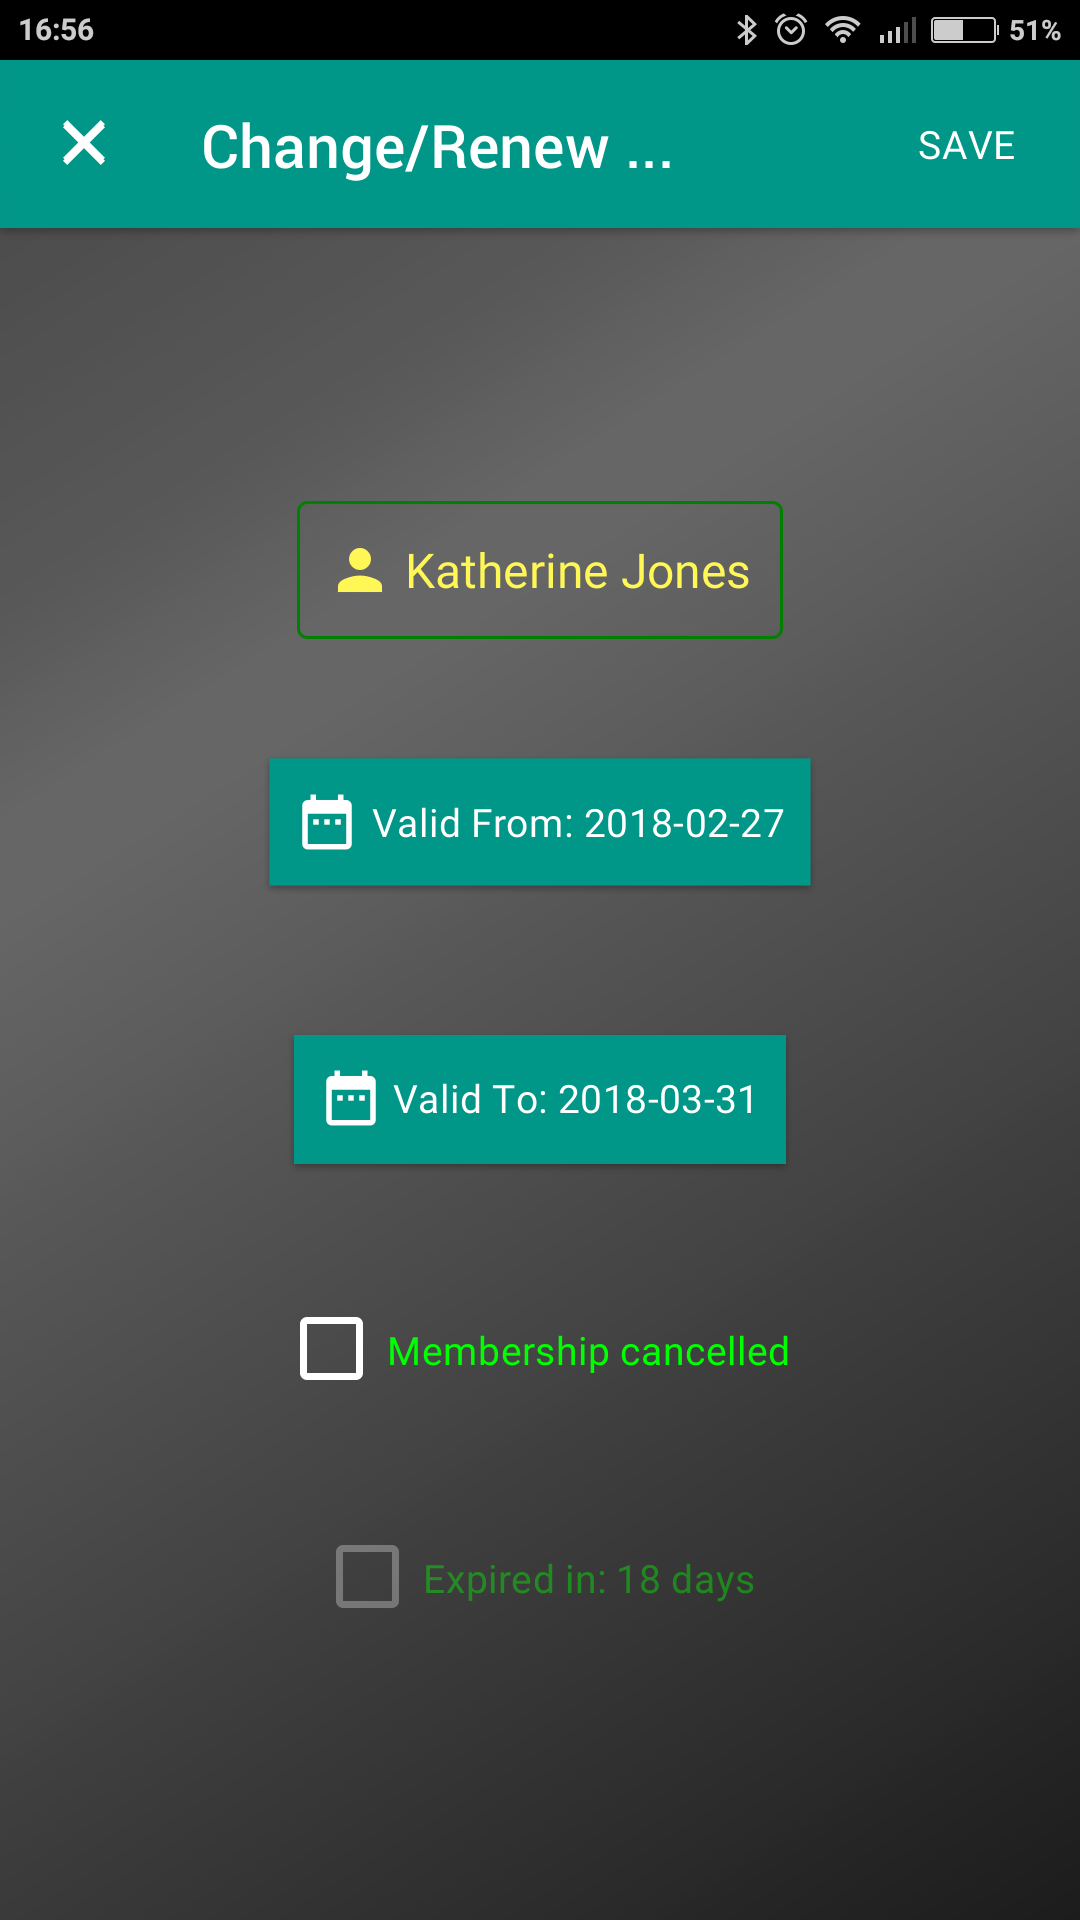 16:56 51%
Change/Renew ... SAVE
Katherine Jones
Valid From: 2018-02-27
Valid To: 2018-03-31
Membership cancelled
Expired in: 18 days